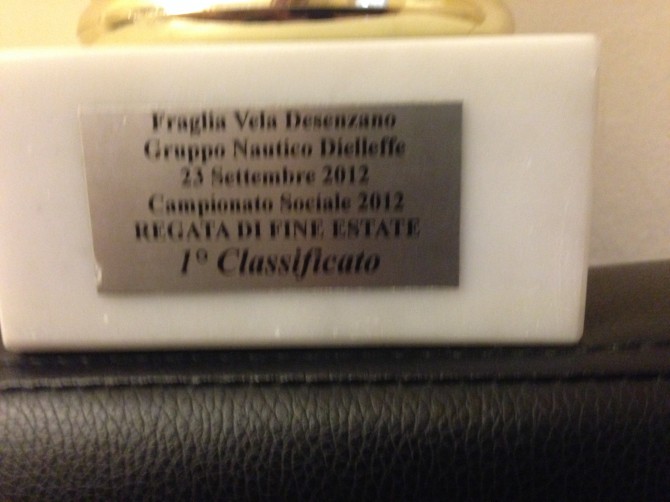 Fraglia Vela Desenzano
Gruppo Nautico Dielleffe
23 Settembre 2012
Campionato Sociale 2012
REGATA DI FINE ESTATE
1° Classificato